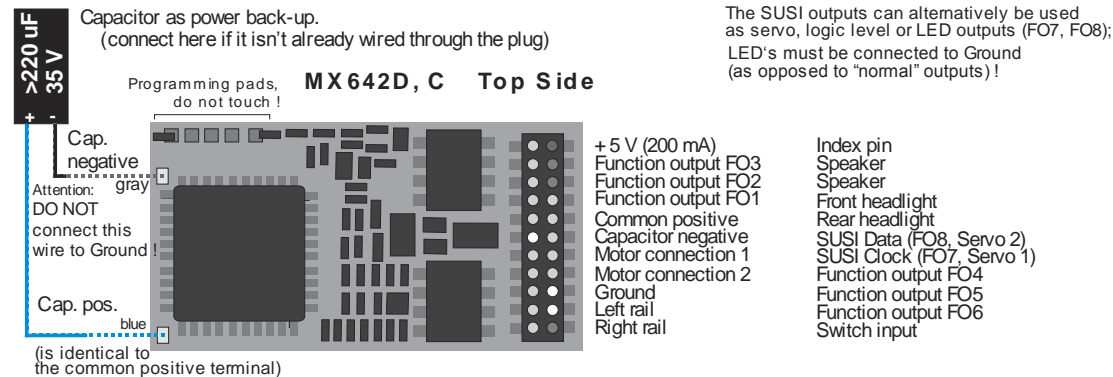 >220 uF
35 V
+ -
Capacitor as power back-up.
(connect here if it isn't already wired through the plug)
The SUSI outputs can alternatively be used
as servo, logic level or LED outputs (FO7, FO8);
LED's must be connected to Ground
(as opposed to "normal" outputs) !
Programming pads,
do not touch !
MX642D, C Top Side
Cap.
negative
gray
Attention:
DO NOT
connect this
wire to Ground !
Cap. pos.
blue
(is identical to
the common positive terminal)
+ 5 V (200 mA)
Function output FO3
Function output FO2
Function output FO1
Common positive
Capacitor negative
Motor connection 1
Motor connection 2
Ground
Left rail
Right rail
Index pin
Speaker
Speaker
Front headlight
Rear headlight
SUSI Data (FO8, Servo 2)
SUSI Clock (FO7, Servo 1)
Function output FO4
Function output FO5
Function output FO6
Switch input